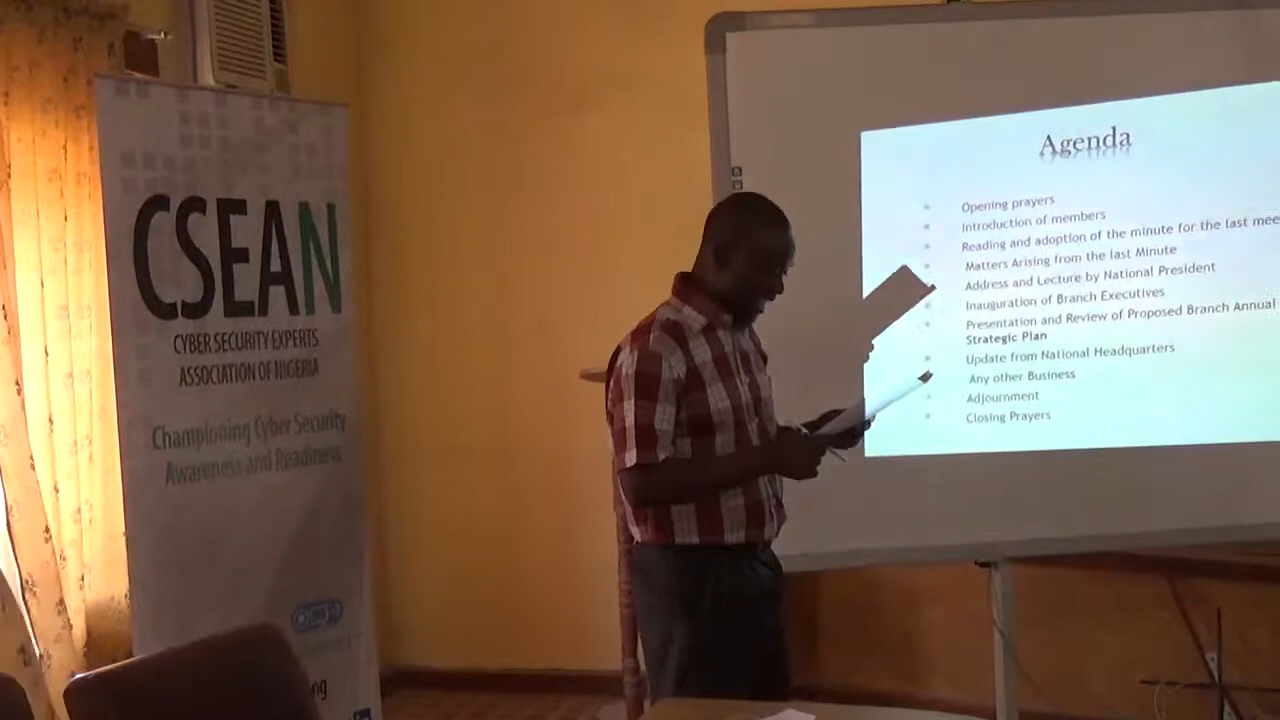 CSEAN
CYBER SECURITY EXPERTS
ASSOCIATION OF NIGERIA
Championing Cyber Security
Awareness and Readiness
Agenda
Opening prayers
Introduction of members
Reading and adoption of the minute for the last mee
Matters Arising from the last Minute
Address and Lecture by National President
Inauguration of Branch Executives
Presentation and Review of Proposed Branch Annual
Strategic Plan
Update from National Headquarters
Any other Business
Adjournment
Closing Prayers